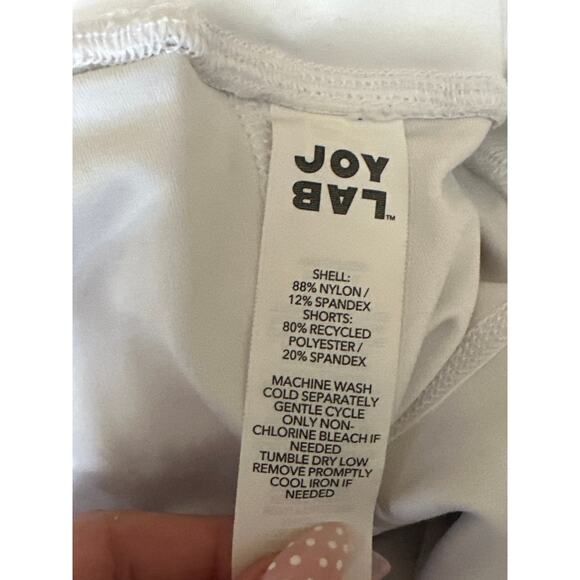 JOY
LAB™
SHELL:
88% NYLON /
12% SPANDEX
SHORTS:
80% RECYCLED
POLYESTER /
20% SPANDEX
MACHINE WASH
COLD SEPARATELY
GENTLE CYCLE
ONLY NON-
CHLORINE BLEACH IF
NEEDED
TUMBLE DRY LOW
REMOVE PROMPTLY
COOL IRON IF
NEEDED